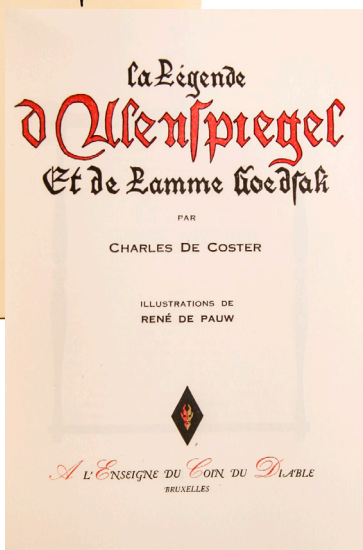 La Légende
d'Ulenspiegel
Et de Lamme Goedsak
PAR
CHARLES DE COSTER
ILLUSTRATIONS DE
RENÉ DE PAUW
A L'ENSEIGNE DU COIN DU DIABLE
BRUXELLES